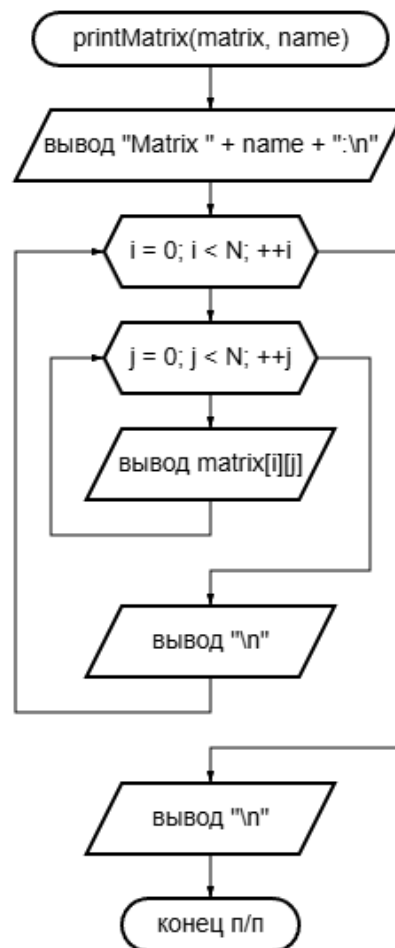 printMatrix(matrix, name)
вывод "Matrix " + name + ":\n"
i = 0; i < N; ++i
j = 0; j < N; ++j
вывод matrix[i][j]
вывод "\n"
вывод "\n"
конец п/п